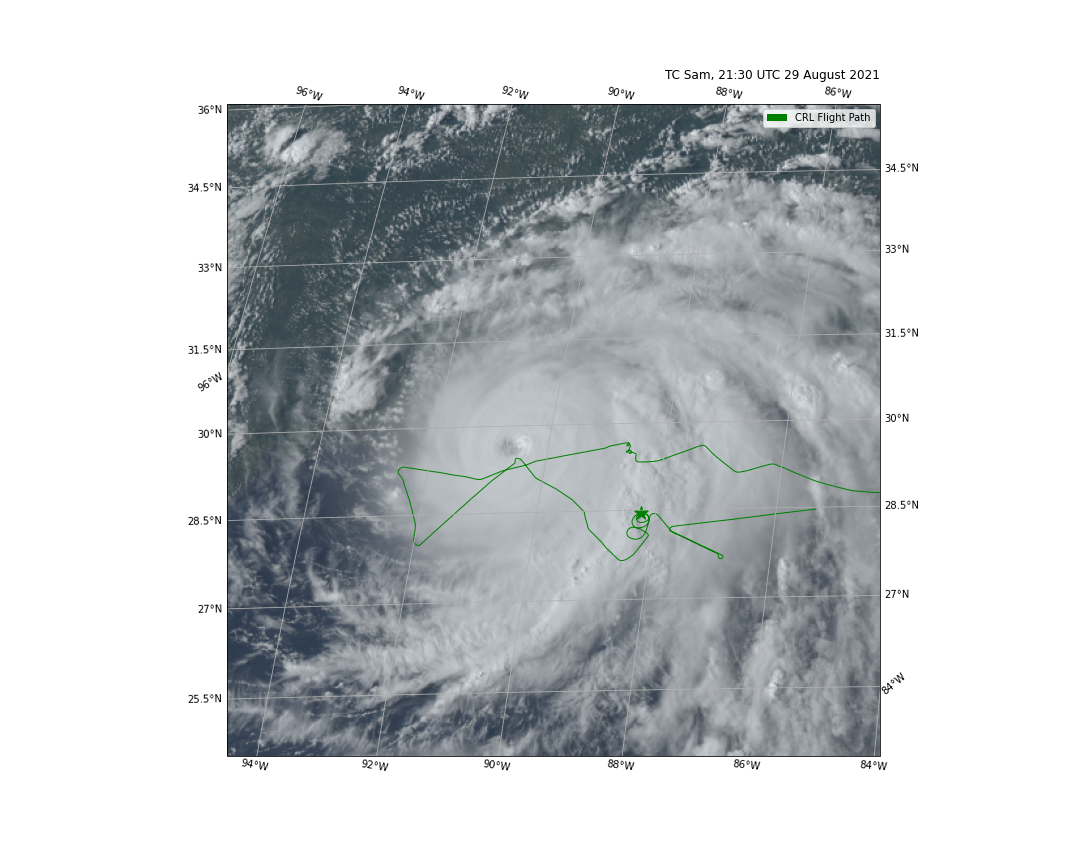 TC Sam, 21:30 UTC 29 August 2021
96°W 94°W 92°W 90°W 88°W 86°W
CRL Flight Path
36°N
34.5°N 34.5°N
33°N 33°N
31.5°N 31.5°N
96°W
30°N 30°N
28.5°N 28.5°N
27°N 27°N
25.5°N 84°W
94°W 92°W 90°W 88°W 86°W 84°W